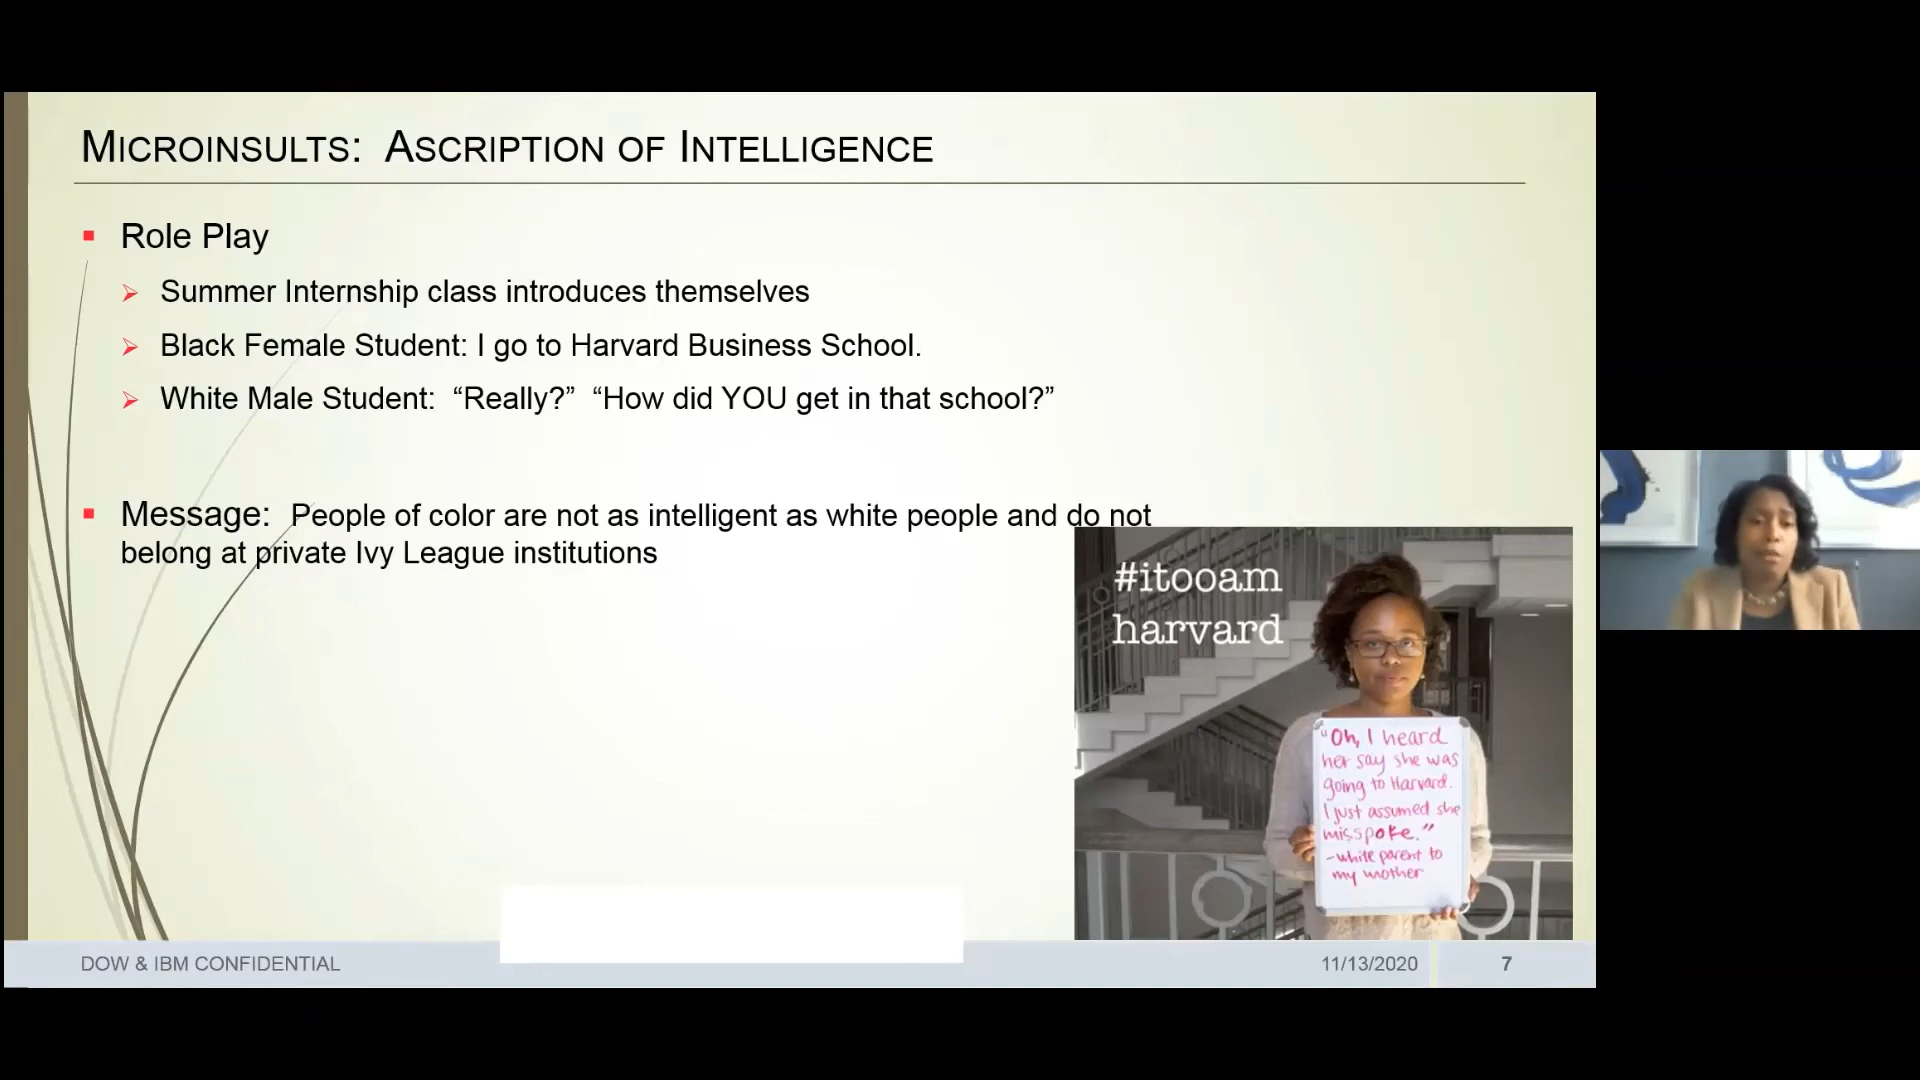 MICROINSULTS: ASCRIPTION OF INTELLIGENCE
Role Play
Summer Internship class introduces themselves
Black Female Student: I go to Harvard Business School.
White Male Student: “Really?” “How did YOU get in that school?”
Message: People of color are not as intelligent as white people and do not
belong at private Ivy League institutions
#itooam
harvard
"Oh, I heard
her say she was
going to Harvard.
I just assumed she
misspoke."
-white parent to
my mother
DOW & IBM CONFIDENTIAL
11/13/2020
7